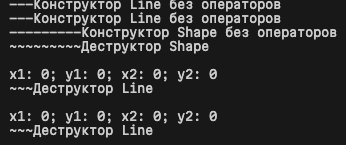 ---Конструктор Line без операторов
---Конструктор Line без операторов
---------Конструктор Shape без операторов
~~~~~~~~~Деструктор Shape
x1: 0; y1: 0; x2: 0; y2: 0
~~~Деструктор Line
x1: 0; y1: 0; x2: 0; y2: 0
~~~Деструктор Line